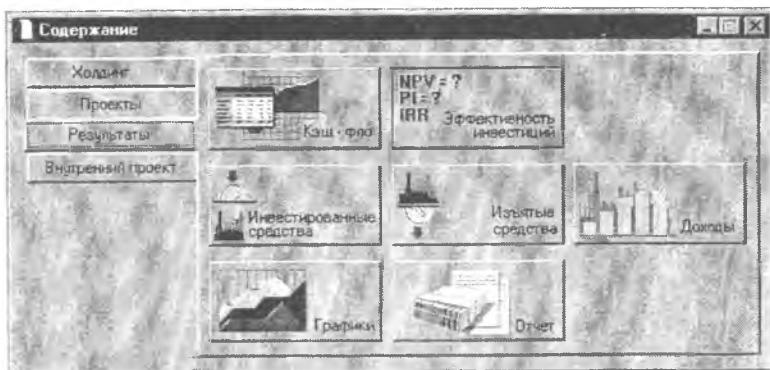 Содержание
Холдинг
Проекты
Результаты
Внутренний проект
Кэш - фло
NPV = ?
PI = ?
IRR
Эффективность
инвестиций
Инвестированные
средства
Изъятые
средства
Доходы
Графики
Отчет